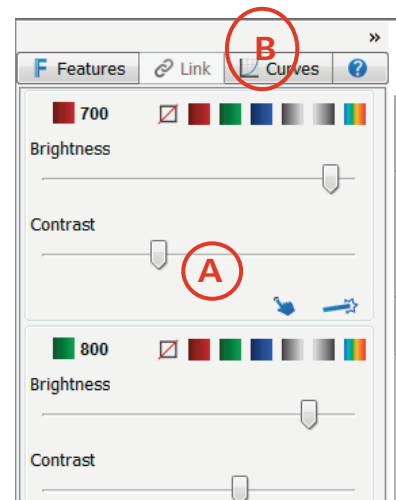 »
B
F Features Link Curves ?
700
Brightness
Contrast
A
800
Brightness
Contrast